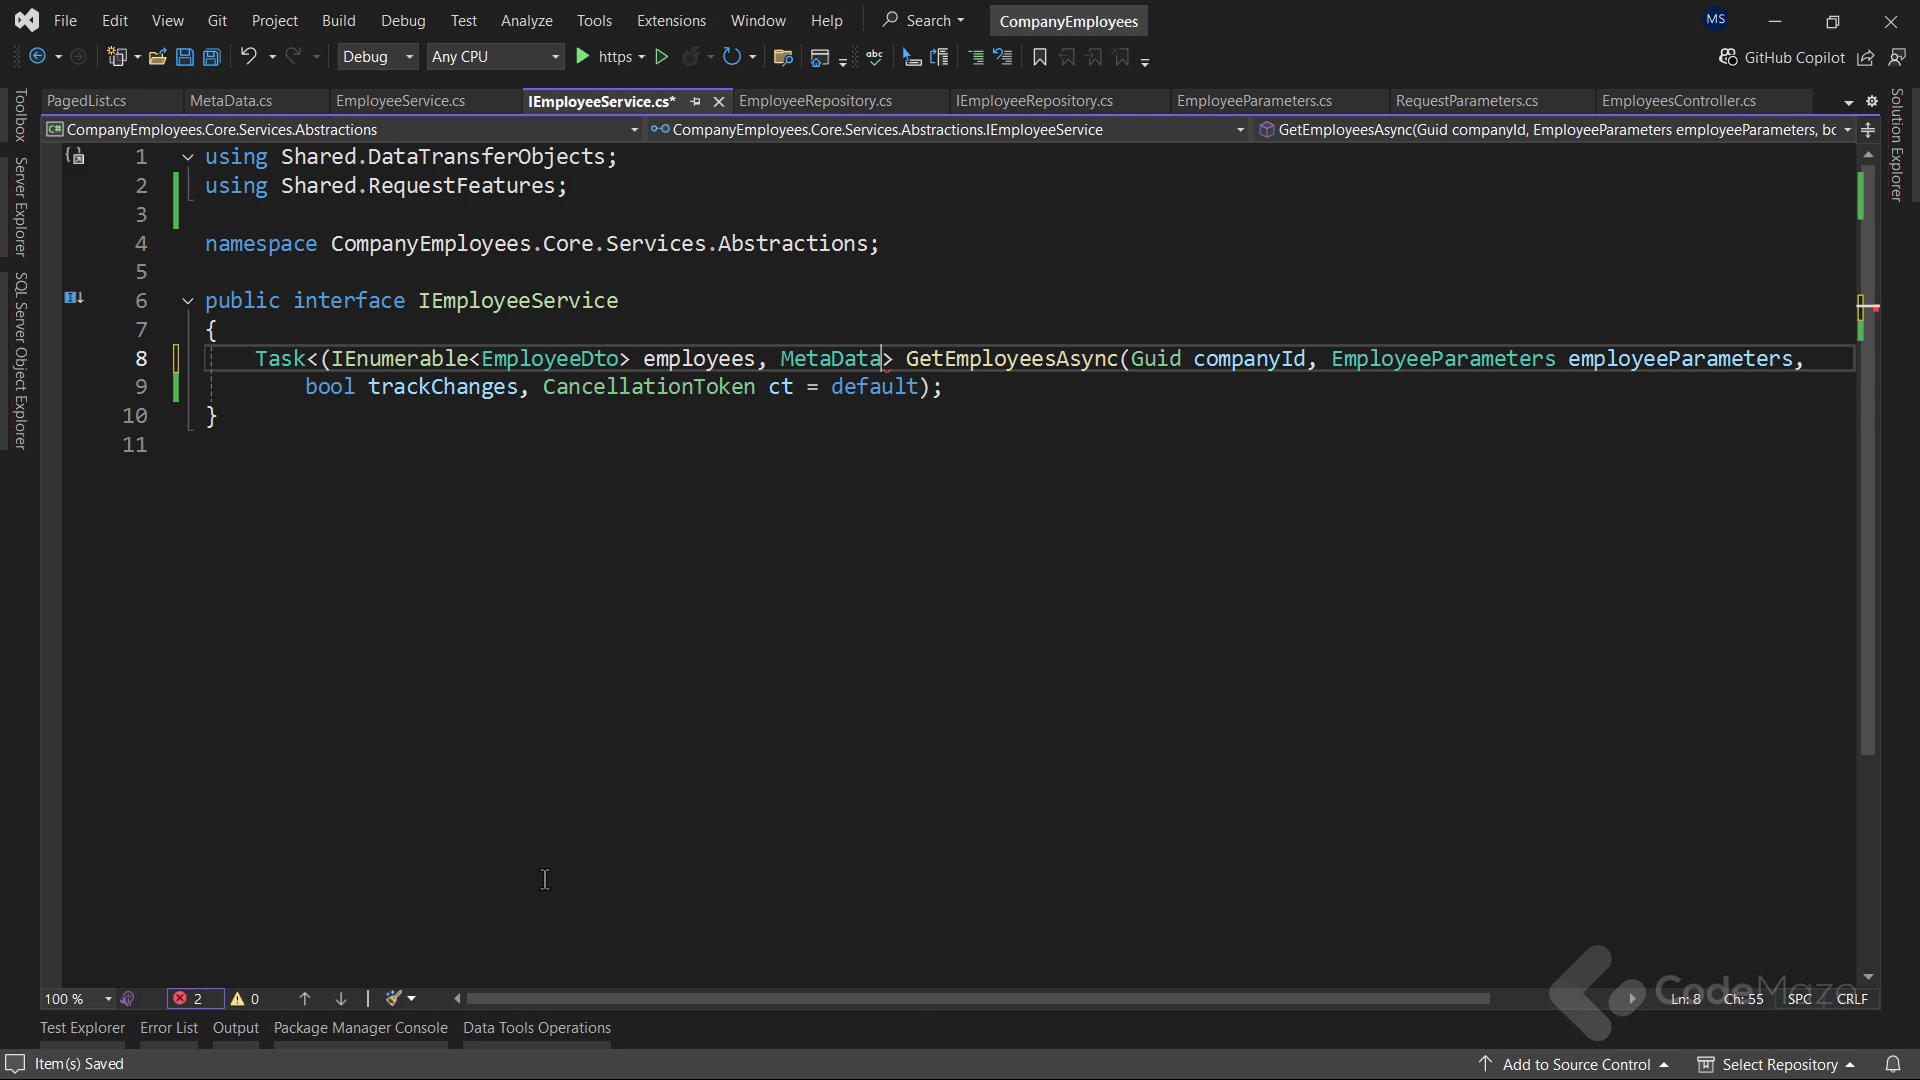 File Edit View Git Project Build Debug Test Analyze Tools Extensions Window Help Search CompanyEmployees MS
Debug Any CPU https abc GitHub Copilot
PagedList.cs MetaData.cs EmployeeService.cs IEmployeeService.cs* EmployeeRepository.cs IEmployeeRepository.cs EmployeeParameters.cs RequestParameters.cs EmployeesController.cs
C# CompanyEmployees.Core.Services.Abstractions CompanyEmployees.Core.Services.Abstractions.IEmployeeService GetEmployeesAsync(Guid companyId, EmployeeParameters employeeParameters, bc
Toolbox
Server Explorer
SQL Server Object Explorer
Solution Explorer
1 using Shared.DataTransferObjects;
2 using Shared.RequestFeatures;
3
4 namespace CompanyEmployees.Core.Services.Abstractions;
5
6 public interface IEmployeeService
7 {
8 Task<(IEnumerable<EmployeeDto> employees, MetaData> GetEmployeesAsync(Guid companyId, EmployeeParameters employeeParameters,
9 bool trackChanges, CancellationToken ct = default);
10 }
11
CodeMaze
100 % 2 0 Ln: 8 Ch: 55 SPC CRLF
Test Explorer Error List Output Package Manager Console Data Tools Operations
Item(s) Saved Add to Source Control Select Repository